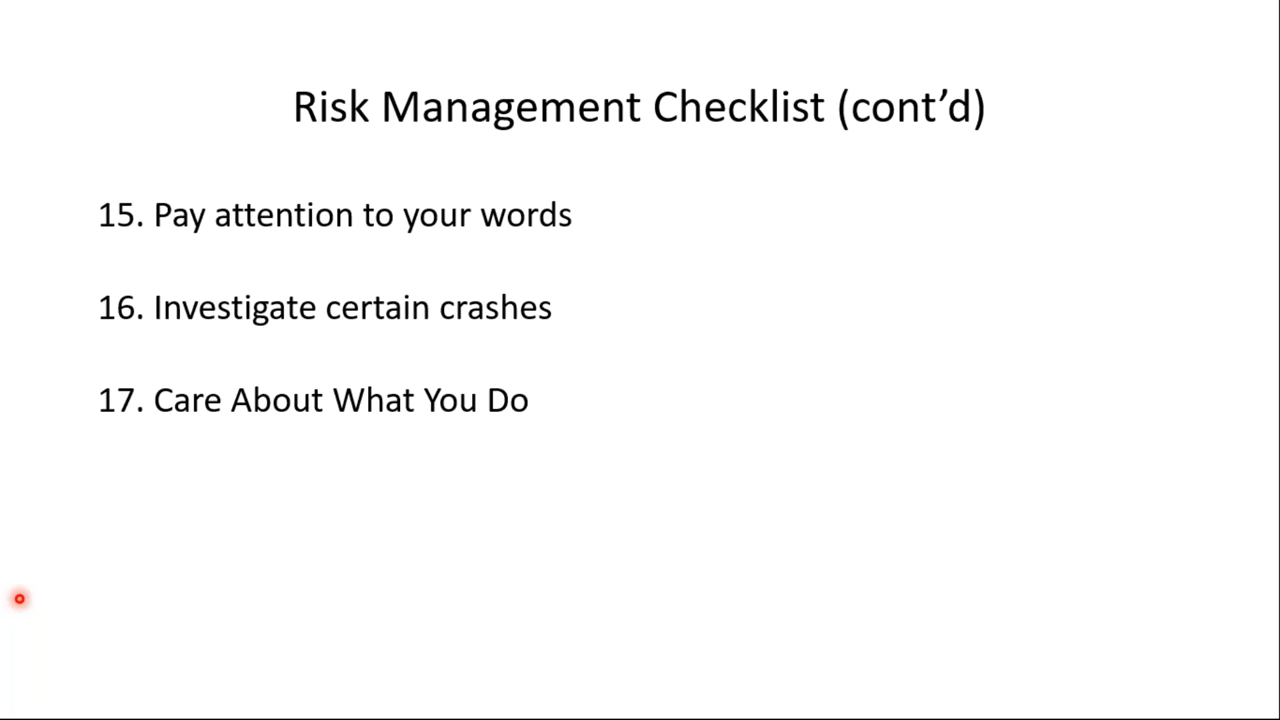 Risk Management Checklist (cont’d)
15. Pay attention to your words
16. Investigate certain crashes
17. Care About What You Do